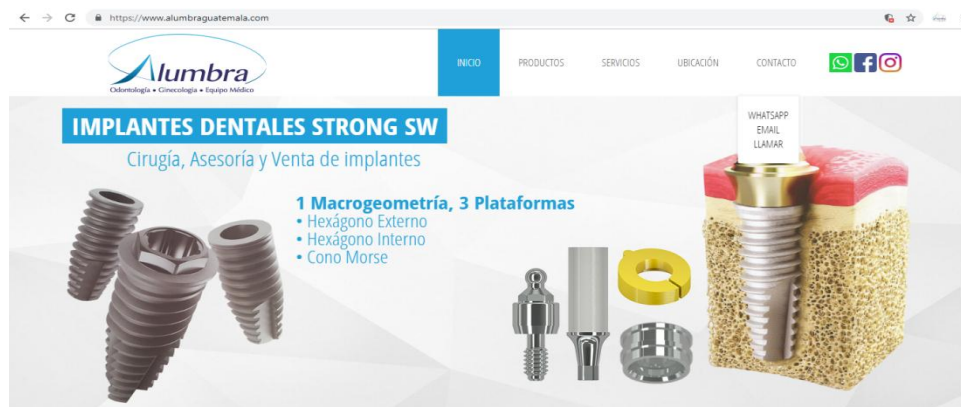 https://www.alumbraguatemala.com
Alumbra
Odontología • Ginecología • Equipo Médico
INICIO
PRODUCTOS
SERVICIOS
UBICACIÓN
CONTACTO
WHATSAPP
EMAIL
LLAMAR
IMPLANTES DENTALES STRONG SW
Cirugía, Asesoría y Venta de implantes
1 Macrogeometría, 3 Plataformas
• Hexágono Externo
• Hexágono Interno
• Cono Morse